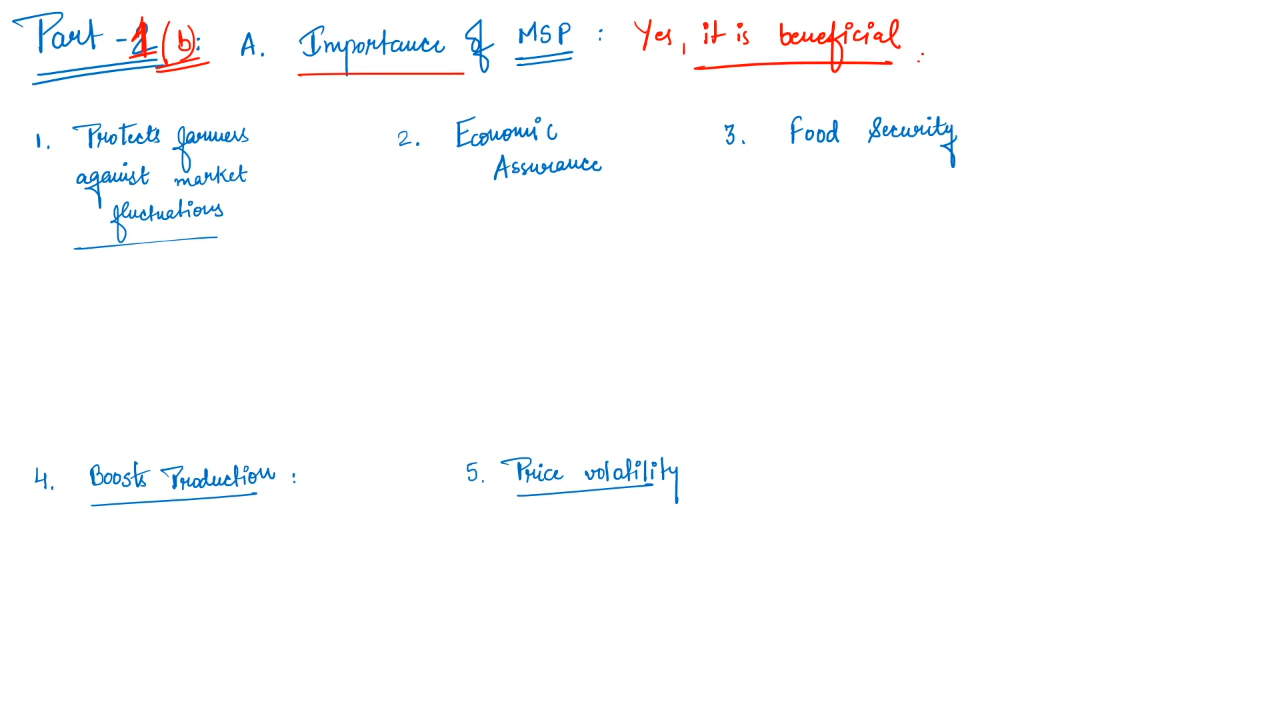 Part - 1 (b): A. Importance of MSP : Yes, it is beneficial.
1. Protects farmers
against market
fluctuations
2. Economic
Assurance
3. Food Security
4. Boosts Production :
5. Price volatility